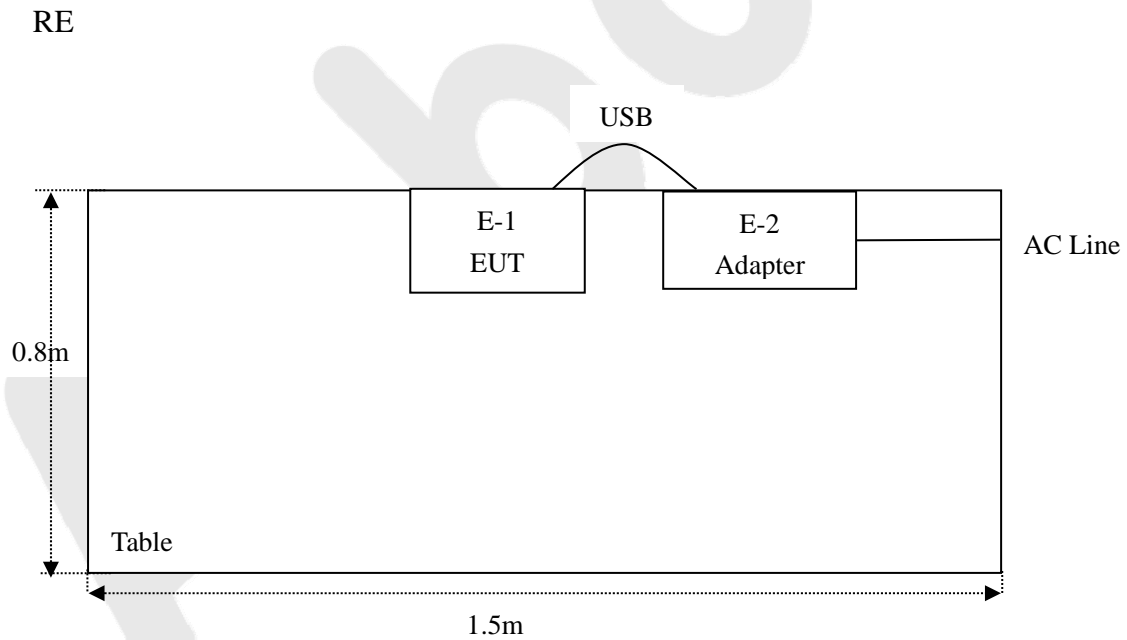 RE
USB
E-1
EUT
E-2
Adapter
AC Line
0.8m
Table
1.5m